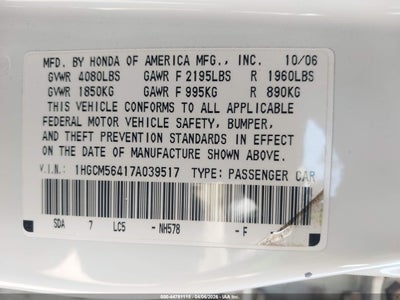 MFD. BY HONDA OF AMERICA MFG., INC. 10/06
GVWR 4080LBS GAWR F 2195LBS R 1960LBS
GVWR 1850KG GAWR F 995KG R 890KG
THIS VEHICLE CONFORMS TO ALL APPLICABLE
FEDERAL MOTOR VEHICLE SAFETY, BUMPER,
AND THEFT PREVENTION STANDARDS IN EFFECT
ON THE DATE OF MANUFACTURE SHOWN ABOVE.
V.I.N.: 1HGCM56417A039517 TYPE: PASSENGER CAR
SDA 7 LC5 -NH578 -F